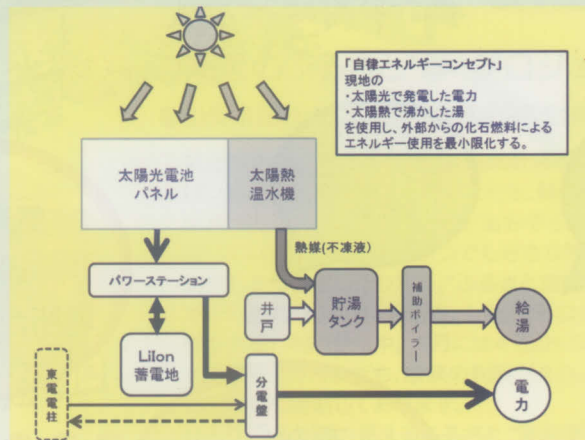 「自律エネルギーコンセプト」
現地の
・太陽光で発電した電力
・太陽熱で沸かした湯
を使用し、外部からの化石燃料による
エネルギー使用を最小限化する。
太陽光電池
パネル
太陽熱
温水機
熱媒(不凍液)
パワーステーション
井戸
貯湯
タンク
補助ボイラー
給湯
LiIon
蓄電地
分電盤
東電電柱
電力